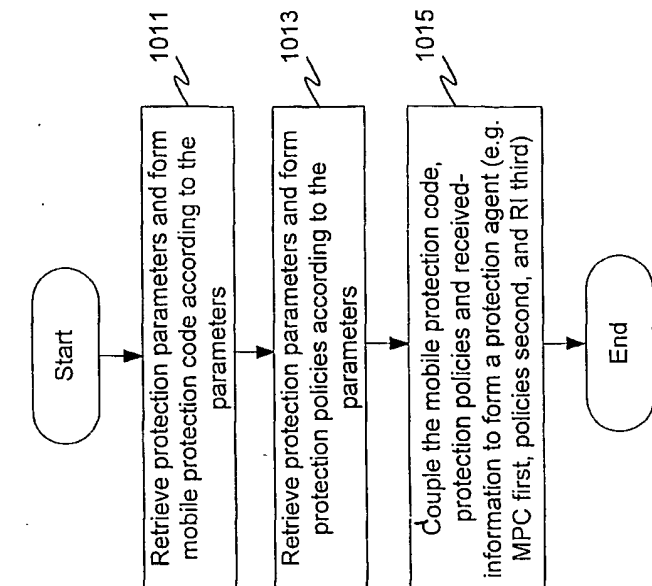 Start
1011
Retrieve protection parameters and form
mobile protection code according to the
parameters
1013
Retrieve protection parameters and form
protection policies according to the
parameters
1015
Couple the mobile protection code,
protection policies and received-
information to form a protection agent (e.g.
MPC first, policies second, and RI third)
End